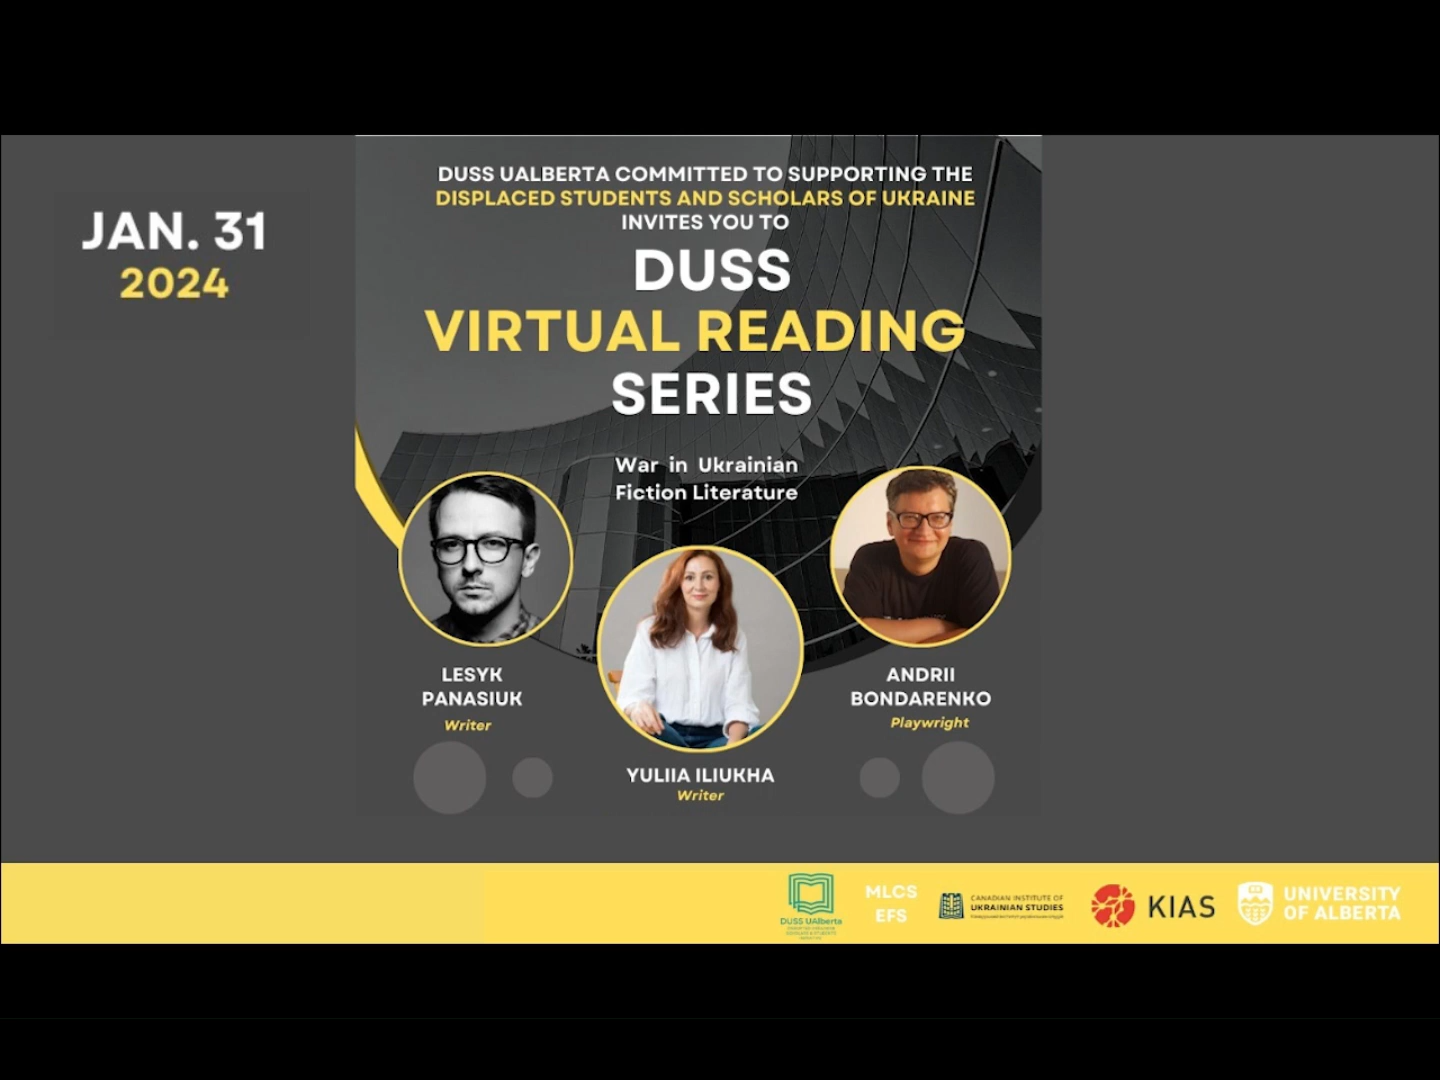 JAN. 31
2024
DUSS UALBERTA COMMITTED TO SUPPORTING THE
DISPLACED STUDENTS AND SCHOLARS OF UKRAINE
INVITES YOU TO
DUSS
VIRTUAL READING
SERIES
War in Ukrainian
Fiction Literature
LESYK
PANASIUK
Writer
YULIIA ILIUKHA
Writer
ANDRII
BONDARENKO
Playwright
DUSS UAlberta
MLCS
EFS
CANADIAN INSTITUTE OF
UKRAINIAN STUDIES
KIAS
UNIVERSITY
OF ALBERTA